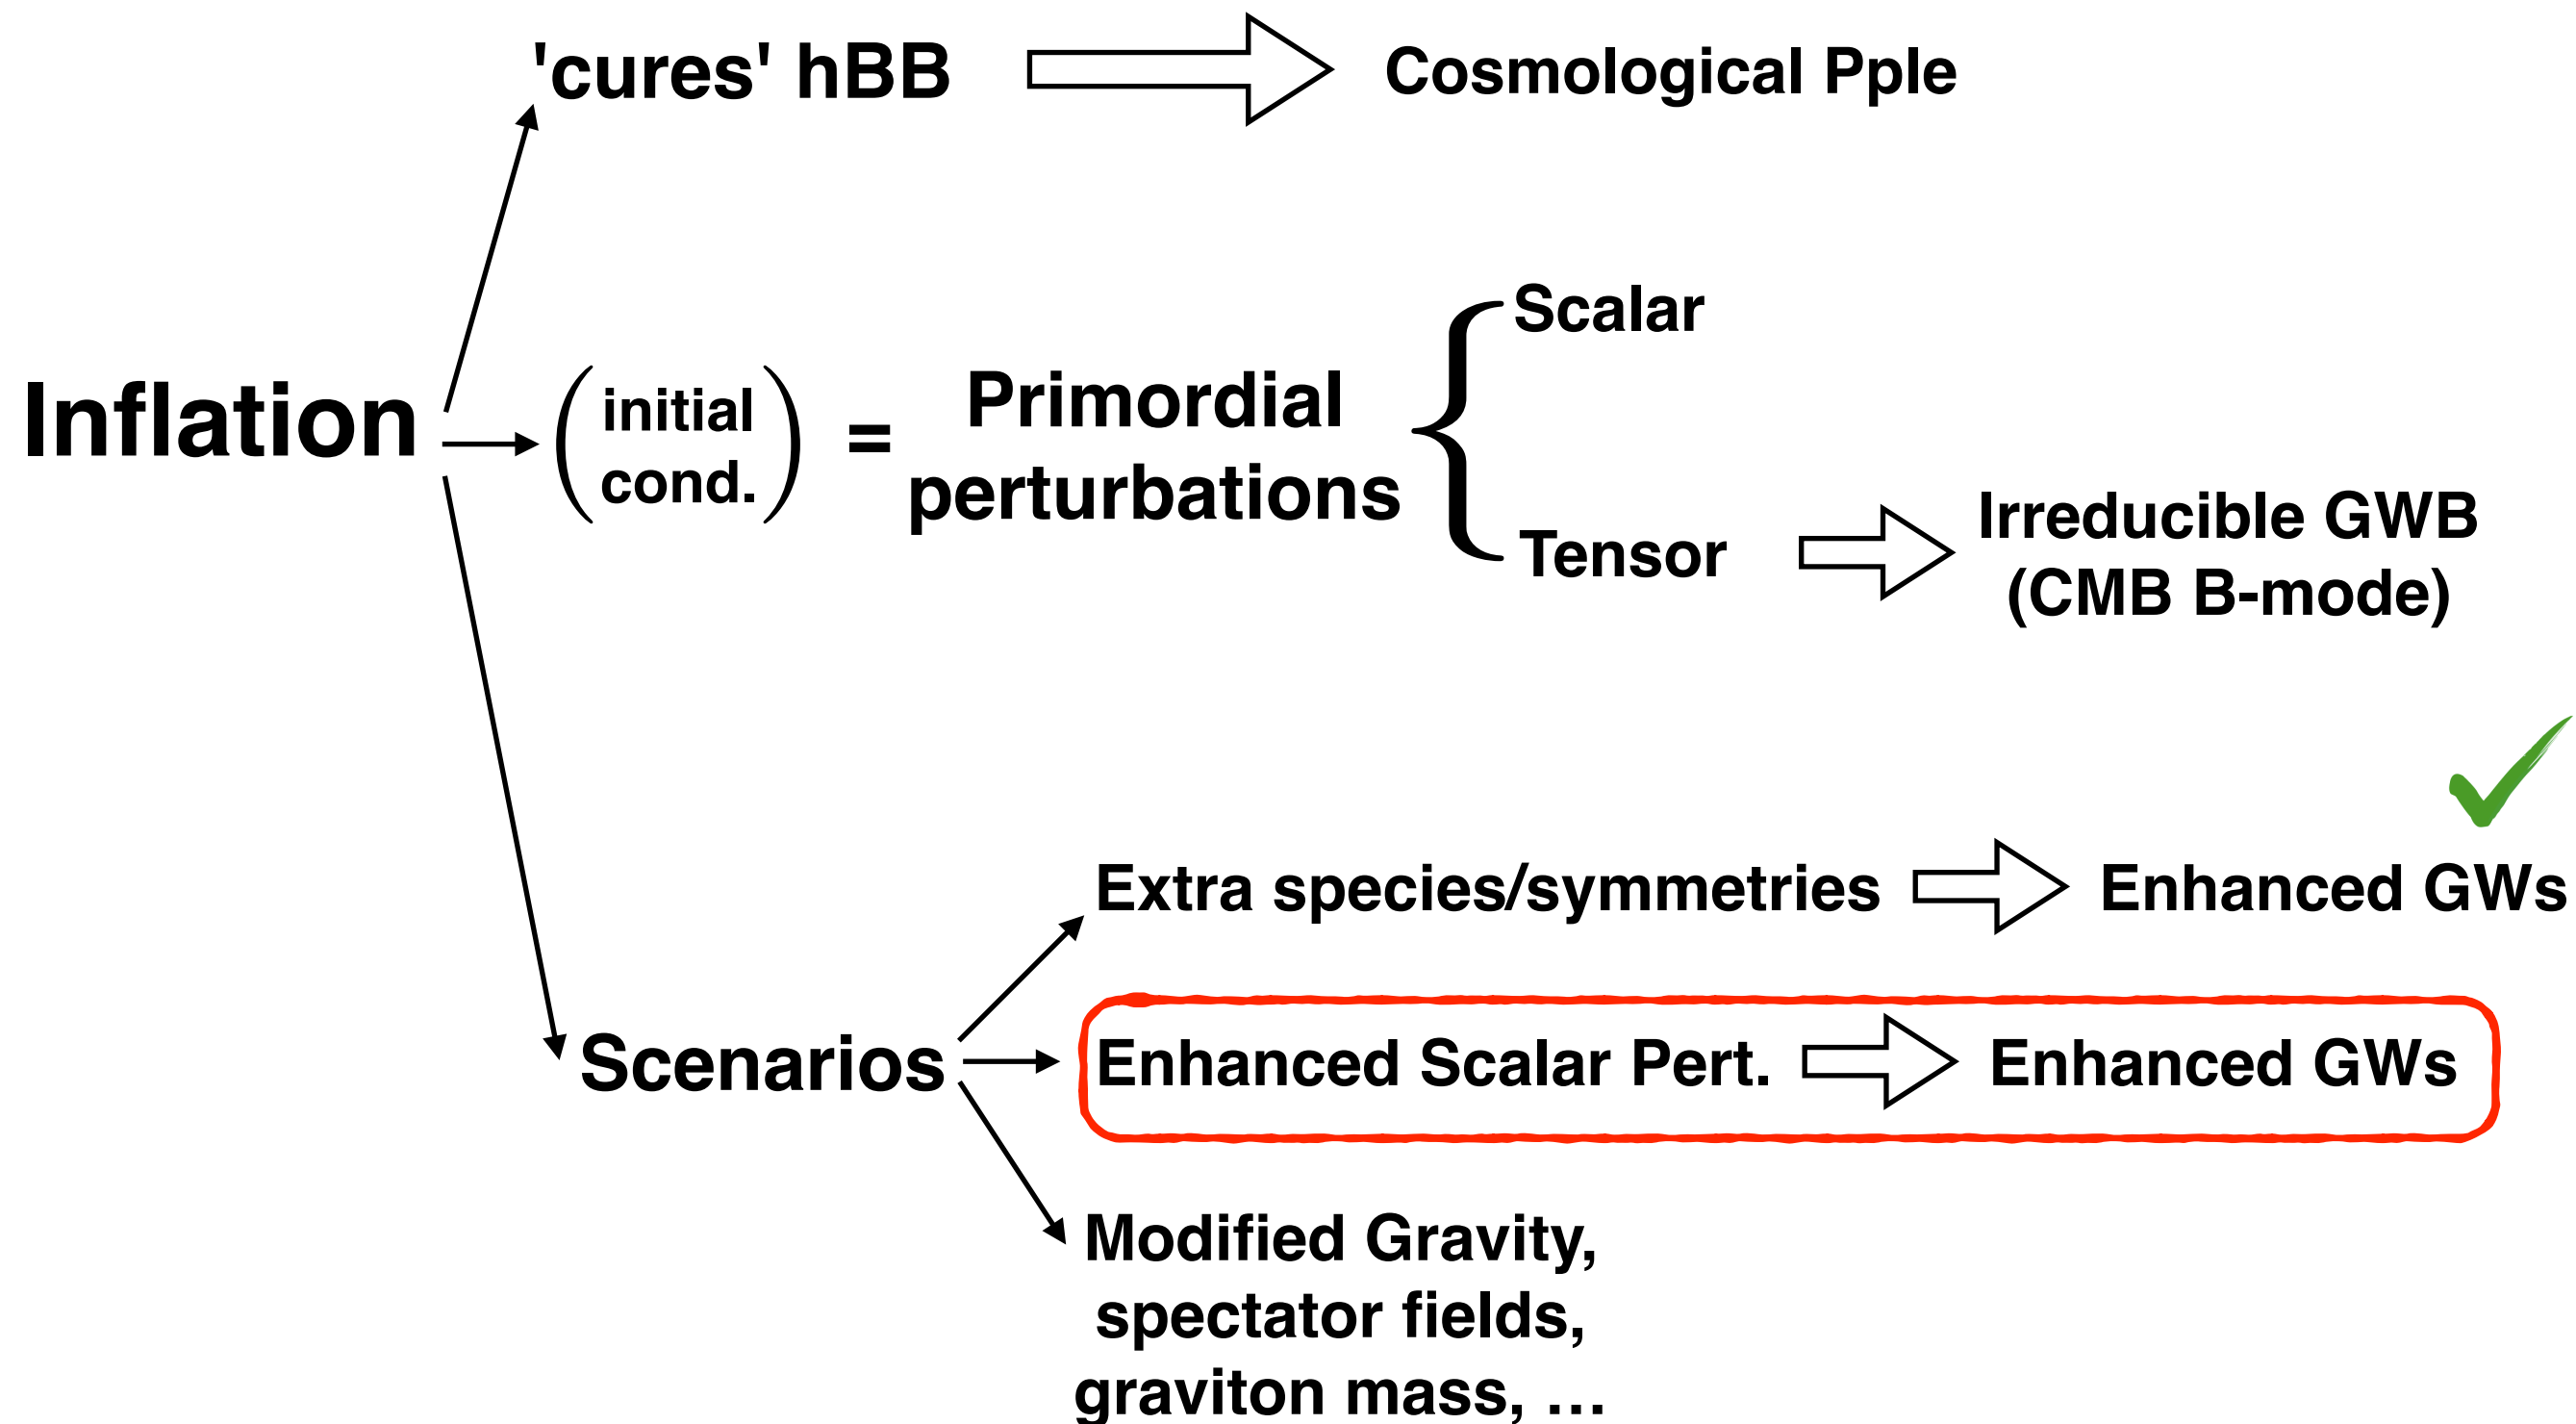 'cures' hBB
Cosmological Pple
Inflation
initial
cond.
=
Primordial
perturbations
Scalar
Tensor
Irreducible GWB
(CMB B-mode)
Scenarios
Extra species/symmetries
Enhanced GWs
Enhanced Scalar Pert.
Enhanced GWs
Modified Gravity,
spectator fields,
graviton mass, …